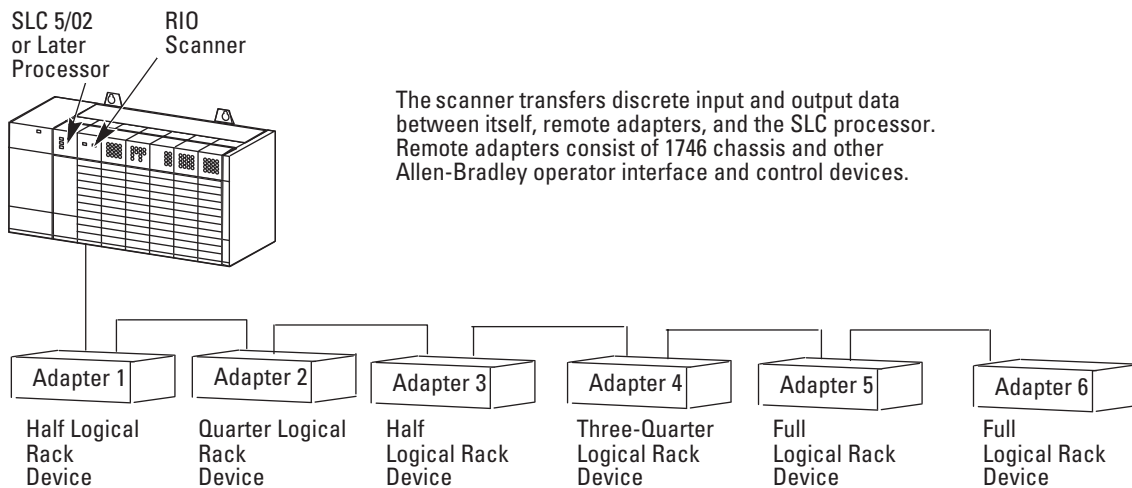 SLC 5/02
or Later
Processor
RIO
Scanner
The scanner transfers discrete input and output data
between itself, remote adapters, and the SLC processor.
Remote adapters consist of 1746 chassis and other
Allen-Bradley operator interface and control devices.
Adapter 1
Adapter 2
Adapter 3
Adapter 4
Adapter 5
Adapter 6
Half Logical
Rack
Device
Quarter Logical
Rack
Device
Half
Logical Rack
Device
Three-Quarter
Logical Rack
Device
Full
Logical Rack
Device
Full
Logical Rack
Device